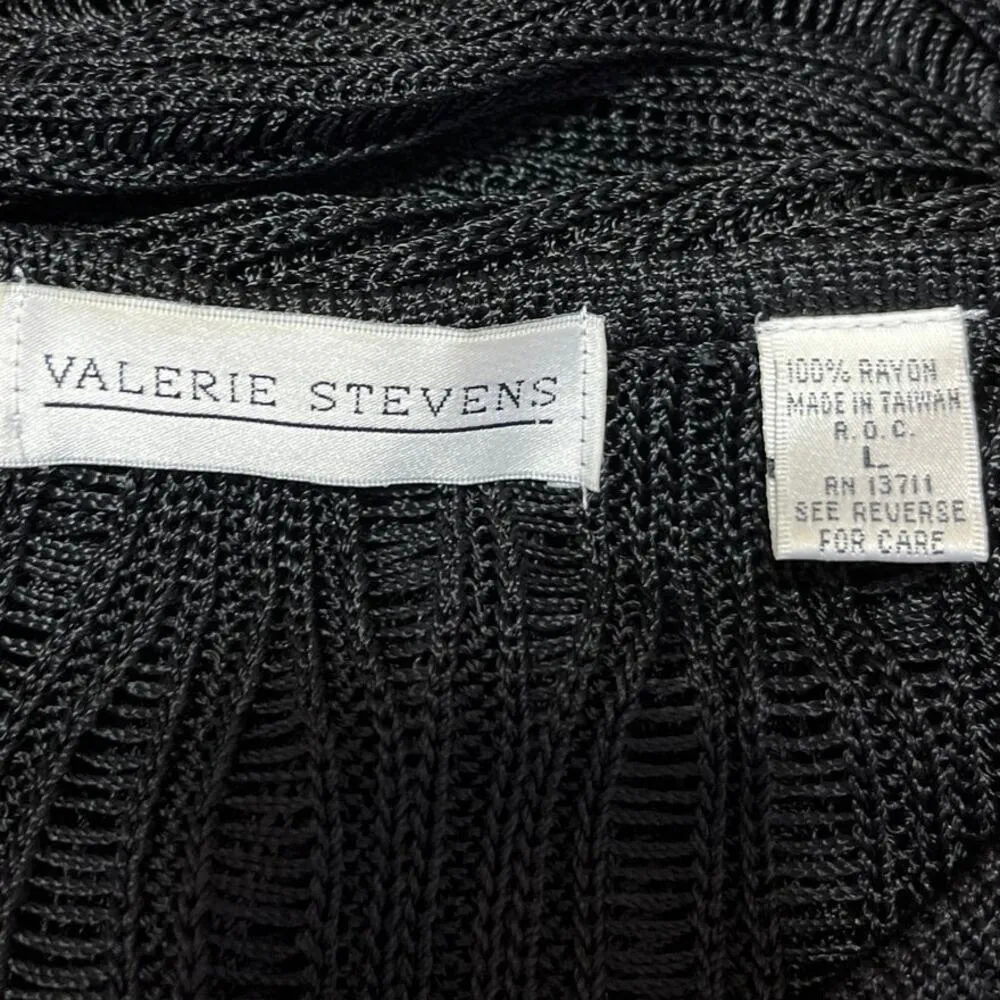 VALERIE STEVENS
100% RAYON
MADE IN TAIWAN
R.O.C.
L
RN 13711
SEE REVERSE
FOR CARE